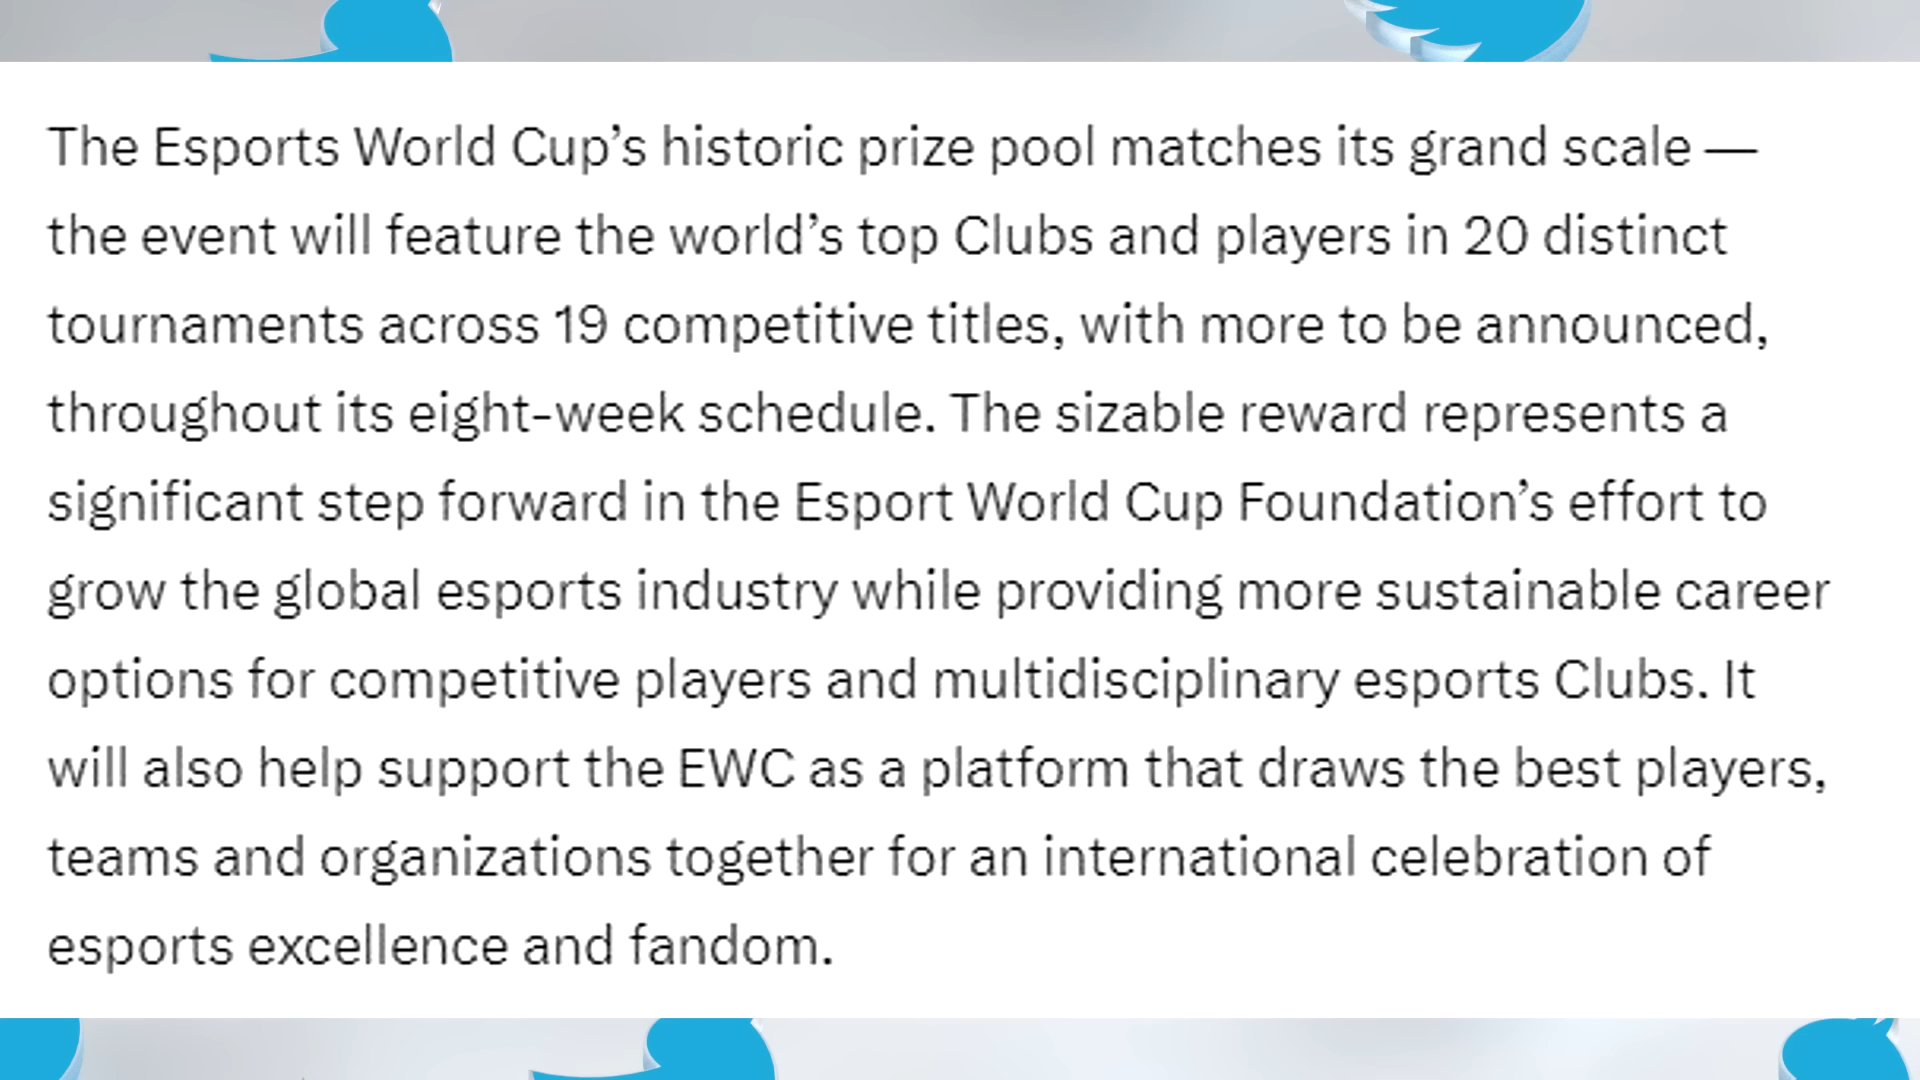 The Esports World Cup’s historic prize pool matches its grand scale —
the event will feature the world’s top Clubs and players in 20 distinct
tournaments across 19 competitive titles, with more to be announced,
throughout its eight-week schedule. The sizable reward represents a
significant step forward in the Esport World Cup Foundation’s effort to
grow the global esports industry while providing more sustainable career
options for competitive players and multidisciplinary esports Clubs. It
will also help support the EWC as a platform that draws the best players,
teams and organizations together for an international celebration of
esports excellence and fandom.